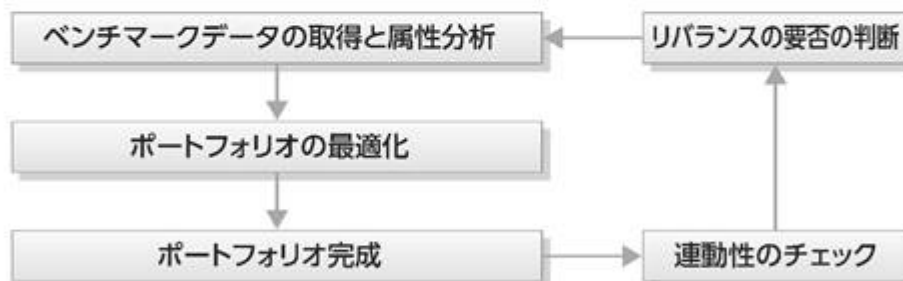 ベンチマークデータの取得と属性分析
リバランスの要否の判断
ポートフォリオの最適化
ポートフォリオ完成
連動性のチェック